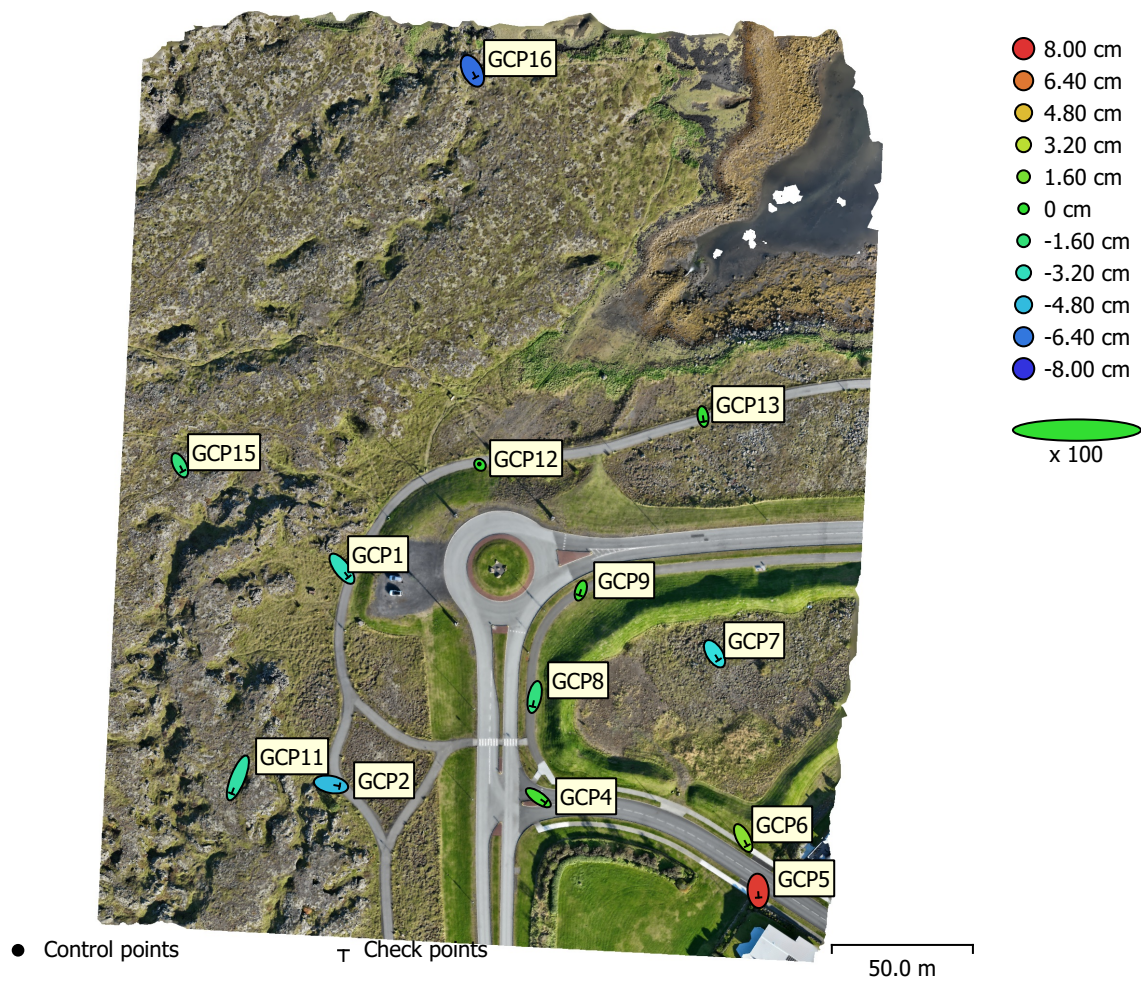 GCP16
8.00 cm
6.40 cm
4.80 cm
3.20 cm
1.60 cm
0 cm
-1.60 cm
-3.20 cm
-4.80 cm
-6.40 cm
-8.00 cm
x 100
GCP13
GCP15
GCP12
GCP1
GCP9
GCP7
GCP8
GCP11
GCP2
GCP4
GCP6
GCP5
Control points
Check points
50.0 m